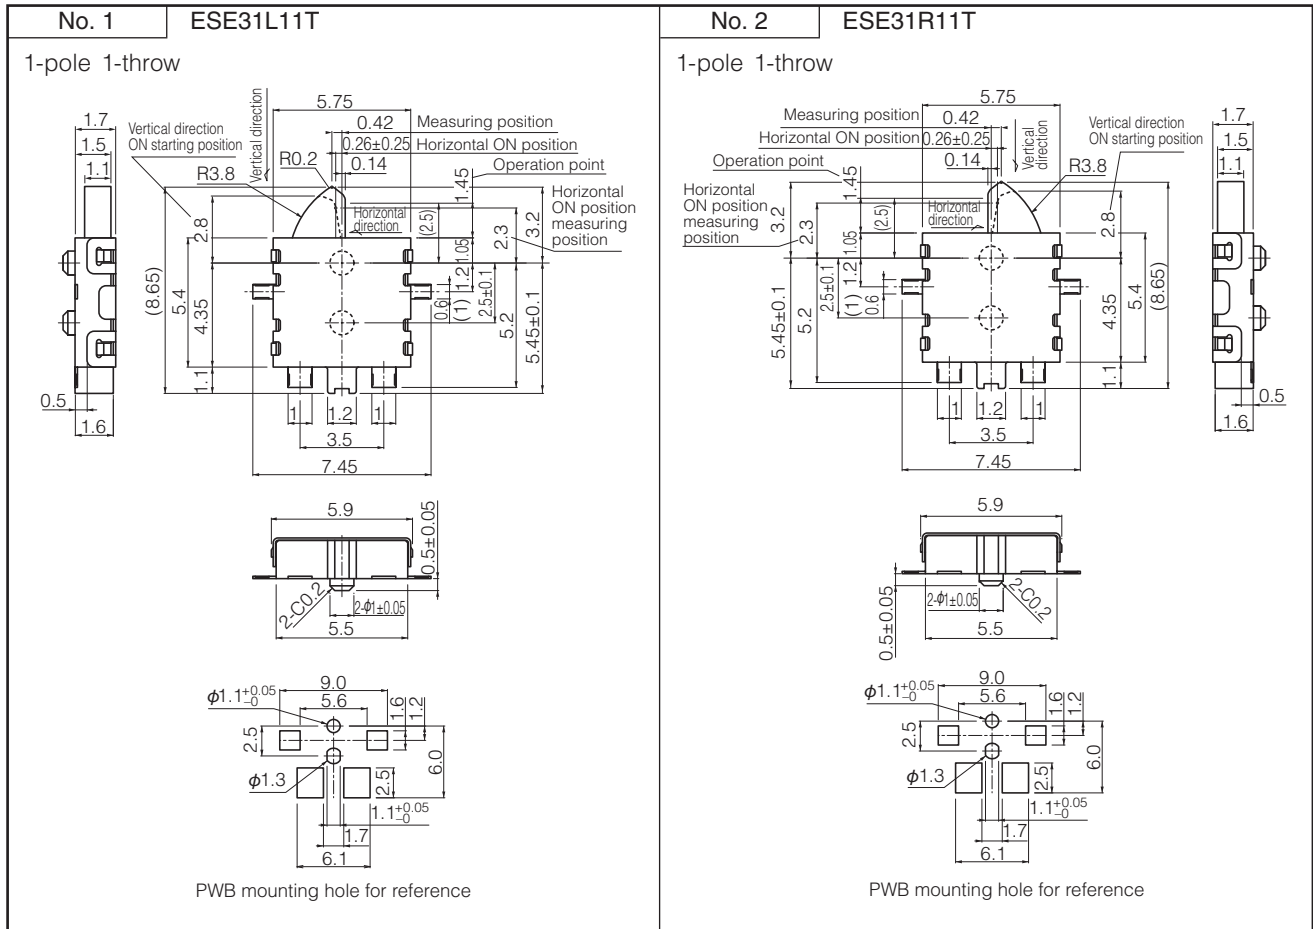 No. 1
ESE31L11T
1-pole 1-throw
5.75
Vertical direction
0.42
Measuring position
0.26±0.25
Horizontal ON position
0.14
Operation point
Vertical direction
ON starting position
R0.2
R3.8
1.7
1.5
1.1
Horizontal
direction
Horizontal
ON position
measuring
position
1.45
(2.5)
2.3
3.2
2.8
1.05
1.2
(8.65)
5.4
4.35
0.6
(1)
2.5±0.1
5.2
5.45±0.1
1.1
0.5
1.6
1
1.2
1
3.5
7.45
5.9
0.5±0.05
2-C0.2
2-ϕ1±0.05
5.5
9.0
ϕ1.1+0.05
−0
5.6
1.6
1.2
2.5
6.0
ϕ1.3
2.5
1.1+0.05
−0
1.7
6.1
PWB mounting hole for reference
No. 2
ESE31R11T
1-pole 1-throw
5.75
Measuring position
0.42
Horizontal ON position
0.26±0.25
Operation point
0.14
Vertical
direction
Vertical direction
ON starting position
R3.8
1.7
1.5
1.1
Horizontal
ON position
measuring
position
Horizontal
direction
1.45
(2.5)
3.2
2.3
2.8
1.05
1.2
5.45±0.1
5.2
2.5±0.1
(1)
0.6
4.35
5.4
(8.65)
1.1
0.5
1.6
1
1.2
1
3.5
7.45
5.9
0.5±0.05
2-ϕ1±0.05
2-C0.2
5.5
9.0
ϕ1.1+0.05
−0
5.6
1.6
1.2
2.5
6.0
ϕ1.3
2.5
1.1+0.05
−0
1.7
6.1
PWB mounting hole for reference